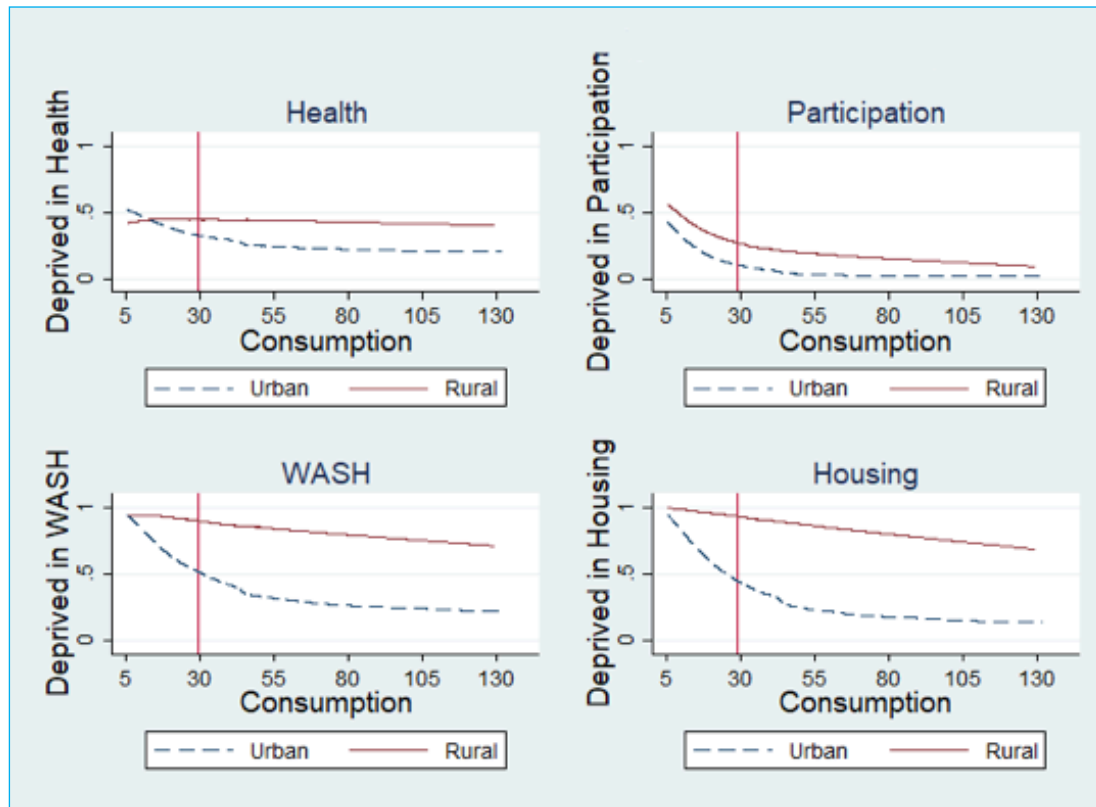 Health
Deprived in Health
1
.5
0
5 30 55 80 105 130
Consumption
Urban Rural
Participation
Deprived in Participation
1
.5
0
5 30 55 80 105 130
Consumption
Urban Rural
WASH
Deprived in WASH
1
.5
0
5 30 55 80 105 130
Consumption
Urban Rural
Housing
Deprived in Housing
1
.5
0
5 30 55 80 105 130
Consumption
Urban Rural